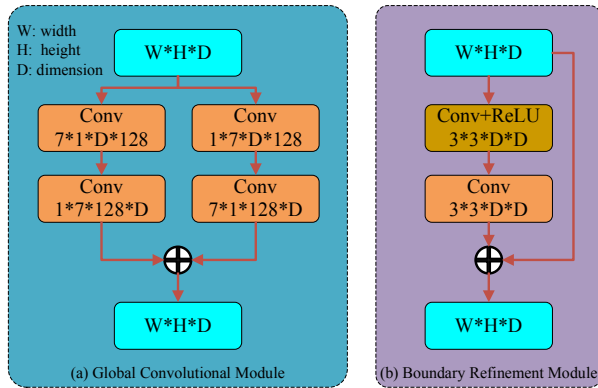 W: width
H: height
D: dimension
W*H*D
Conv
7*1*D*128
Conv
1*7*D*128
Conv
1*7*128*D
Conv
7*1*128*D
W*H*D
(a) Global Convolutional Module
W*H*D
Conv+ReLU
3*3*D*D
Conv
3*3*D*D
W*H*D
(b) Boundary Refinement Module